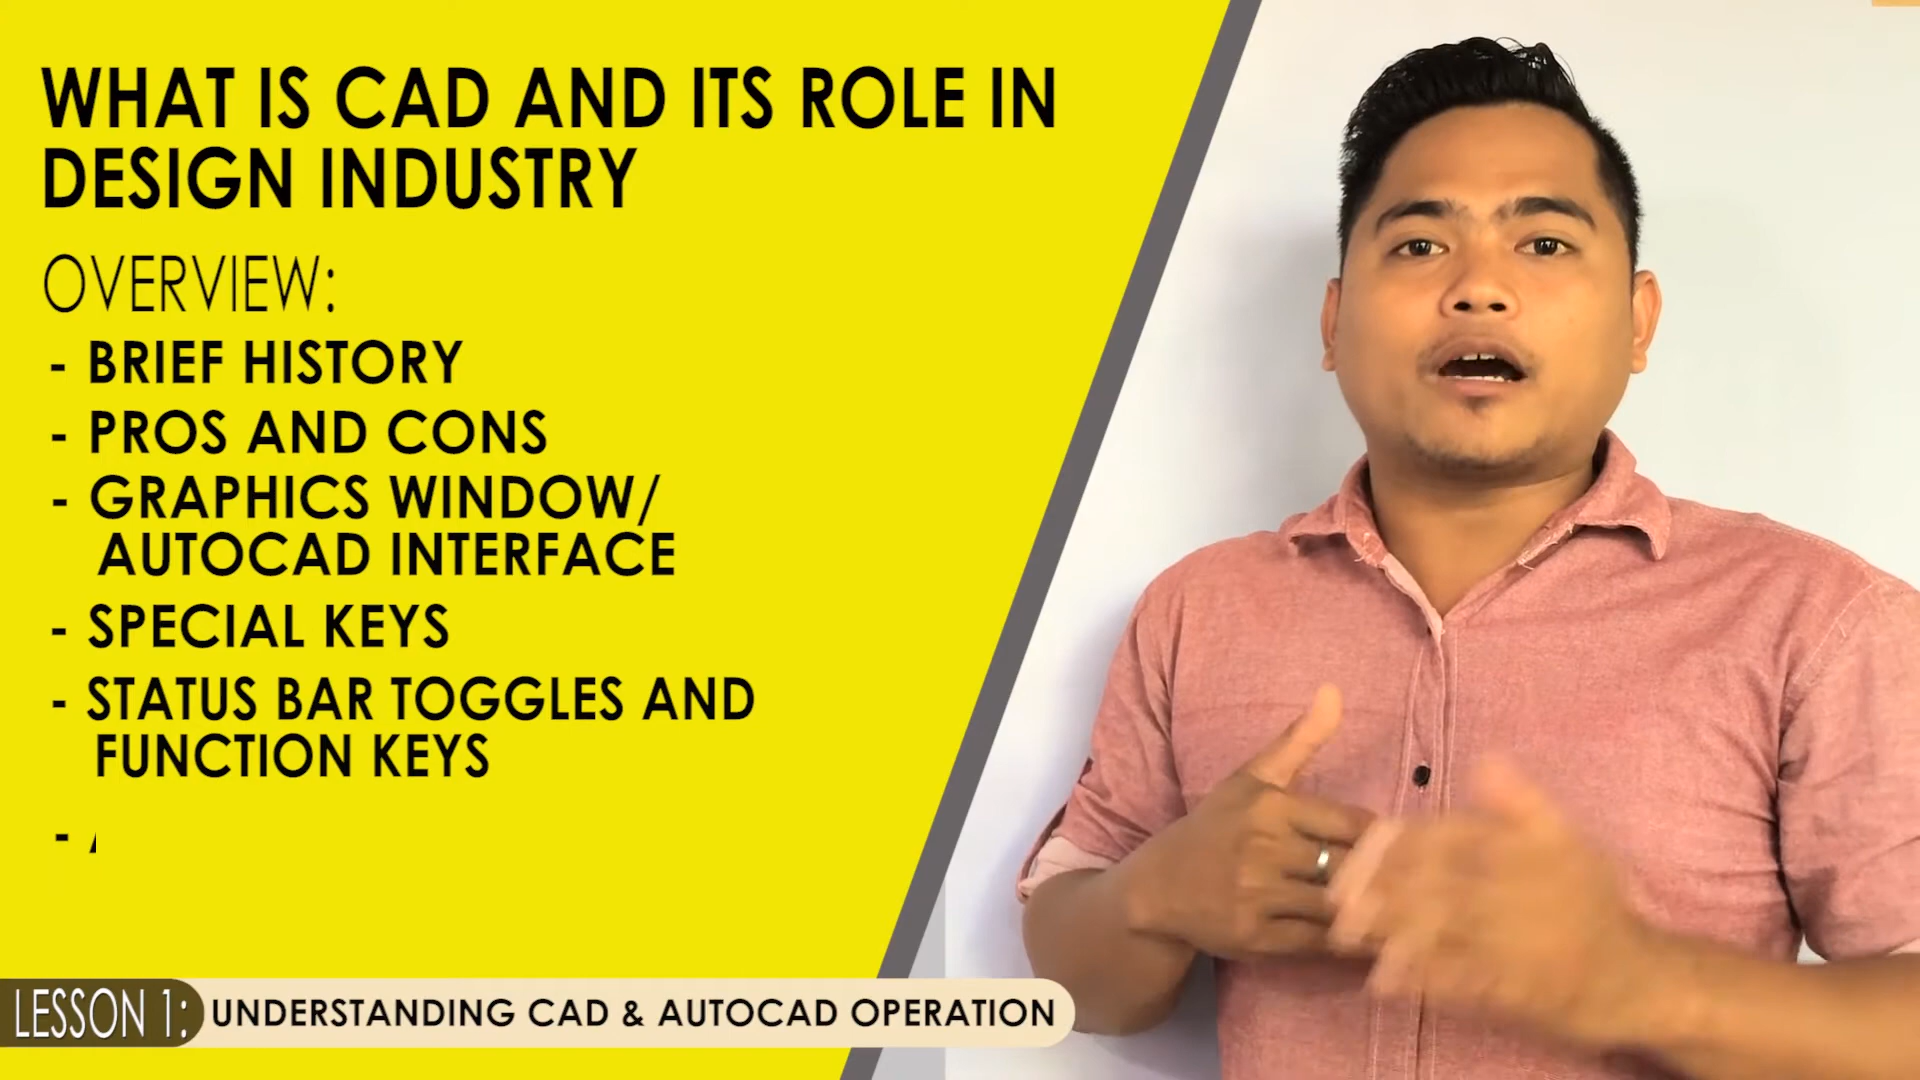 WHAT IS CAD AND ITS ROLE IN
DESIGN INDUSTRY
OVERVIEW:
- BRIEF HISTORY
- PROS AND CONS
- GRAPHICS WINDOW/
AUTOCAD INTERFACE
- SPECIAL KEYS
- STATUS BAR TOGGLES AND
FUNCTION KEYS
-
LESSON 1: UNDERSTANDING CAD & AUTOCAD OPERATION